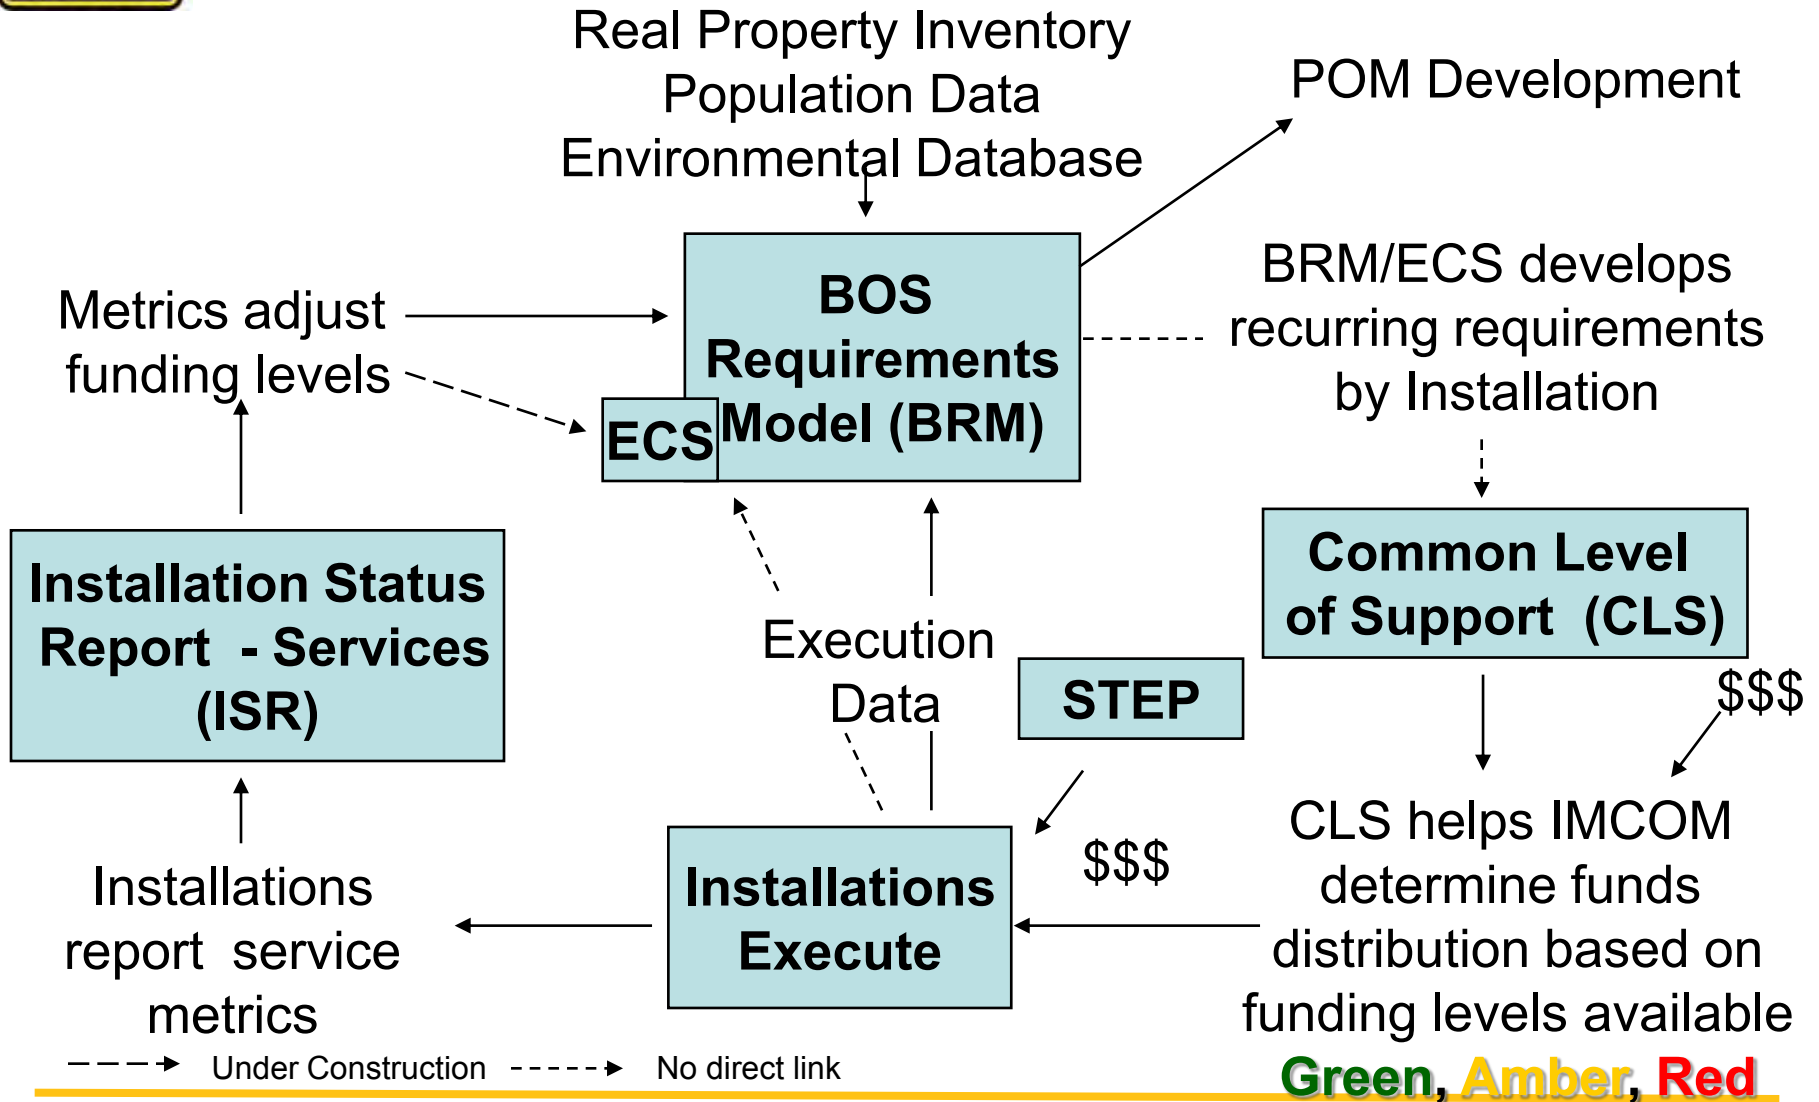 Real Property Inventory
Population Data
Environmental Database
POM Development
Metrics adjust
funding levels
BOS
Requirements
Model (BRM)
ECS
BRM/ECS develops
recurring requirements
by Installation
Installation Status
Report - Services
(ISR)
Execution
Data
STEP
Common Level
of Support (CLS)
$$$
Installations
report service
metrics
Installations
Execute
$$$
CLS helps IMCOM
determine funds
distribution based on
funding levels available
Green, Amber, Red
Under Construction
No direct link